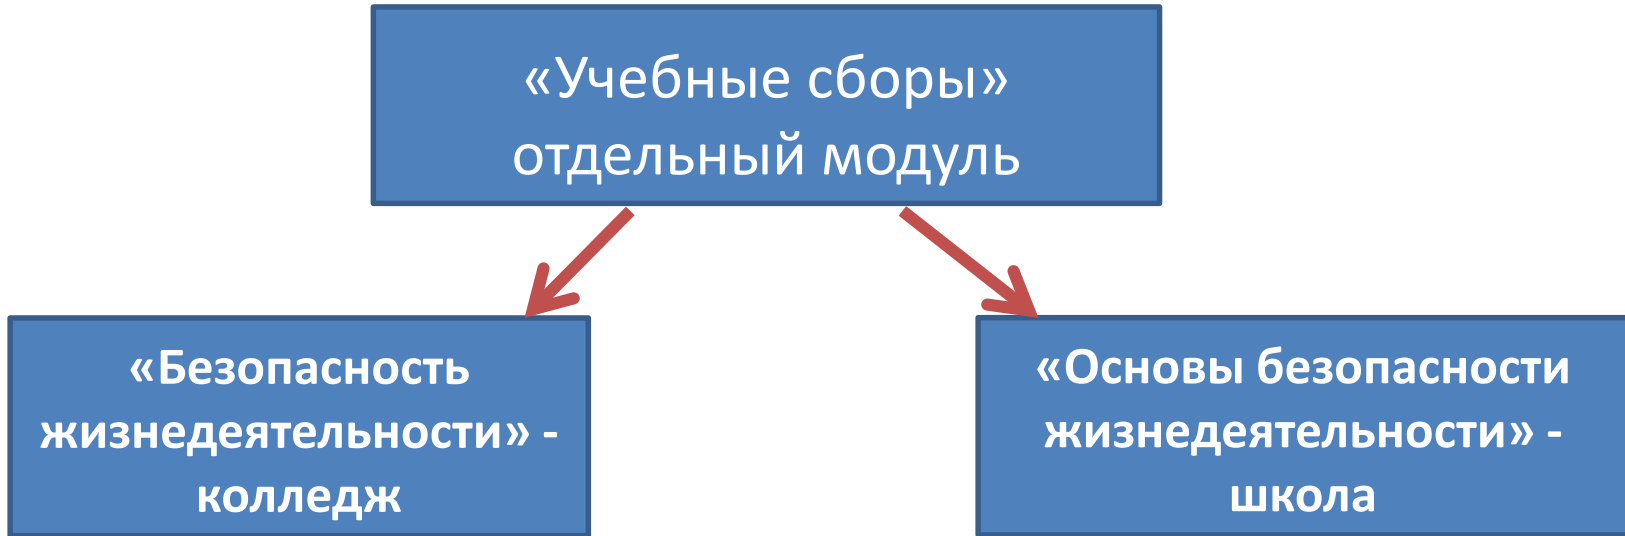 «Учебные сборы»
отдельный модуль
«Безопасность
жизнедеятельности» -
колледж
«Основы безопасности
жизнедеятельности» -
школа